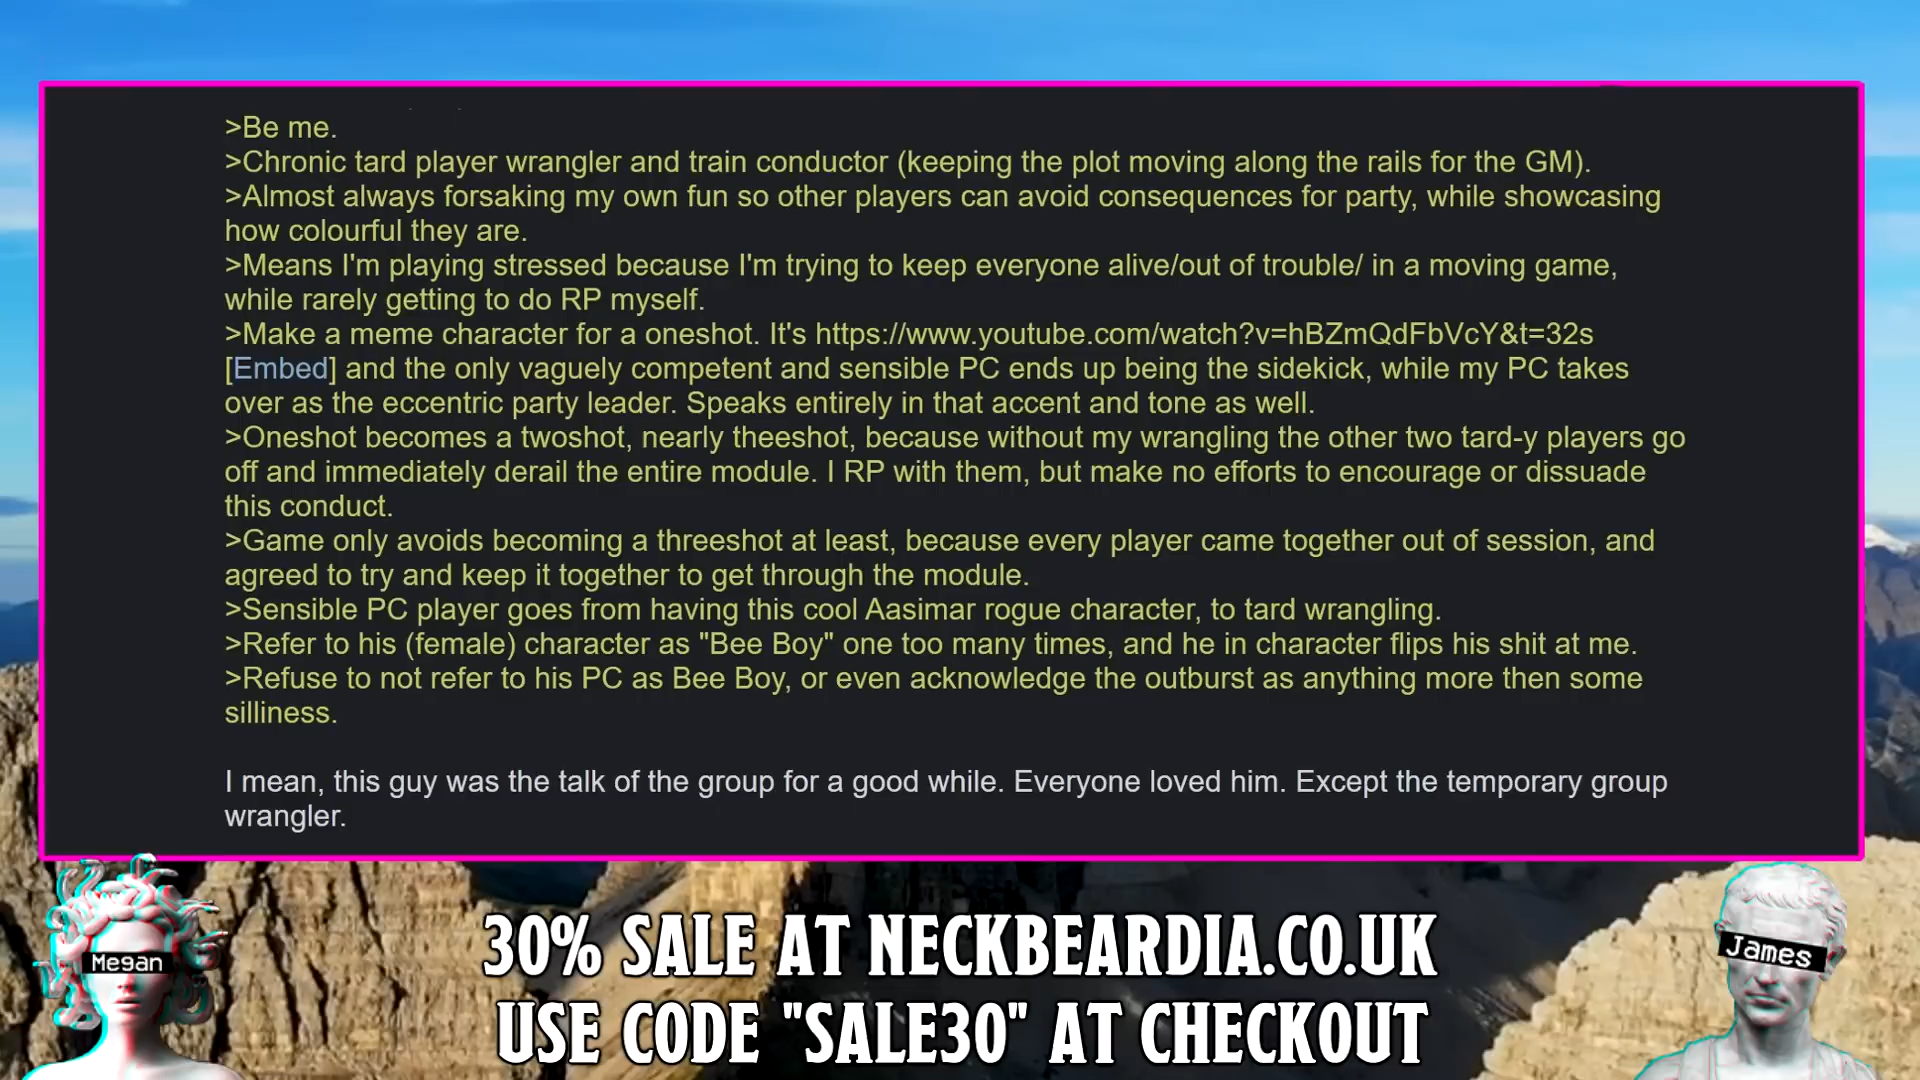 >Be me.
>Chronic tard player wrangler and train conductor (keeping the plot moving along the rails for the GM).
>Almost always forsaking my own fun so other players can avoid consequences for party, while showcasing
how colourful they are.
>Means I'm playing stressed because I'm trying to keep everyone alive/out of trouble/ in a moving game,
while rarely getting to do RP myself.
>Make a meme character for a oneshot. It's https://www.youtube.com/watch?v=hBZmQdFbVcY&t=32s
[Embed] and the only vaguely competent and sensible PC ends up being the sidekick, while my PC takes
over as the eccentric party leader. Speaks entirely in that accent and tone as well.
>Oneshot becomes a twoshot, nearly theeshot, because without my wrangling the other two tard-y players go
off and immediately derail the entire module. I RP with them, but make no efforts to encourage or dissuade
this conduct.
>Game only avoids becoming a threeshot at least, because every player came together out of session, and
agreed to try and keep it together to get through the module.
>Sensible PC player goes from having this cool Aasimar rogue character, to tard wrangling.
>Refer to his (female) character as "Bee Boy" one too many times, and he in character flips his shit at me.
>Refuse to not refer to his PC as Bee Boy, or even acknowledge the outburst as anything more then some
silliness.
I mean, this guy was the talk of the group for a good while. Everyone loved him. Except the temporary group
wrangler.
Megan
James
30% SALE AT NECKBEARDIA.CO.UK
USE CODE "SALE30" AT CHECKOUT